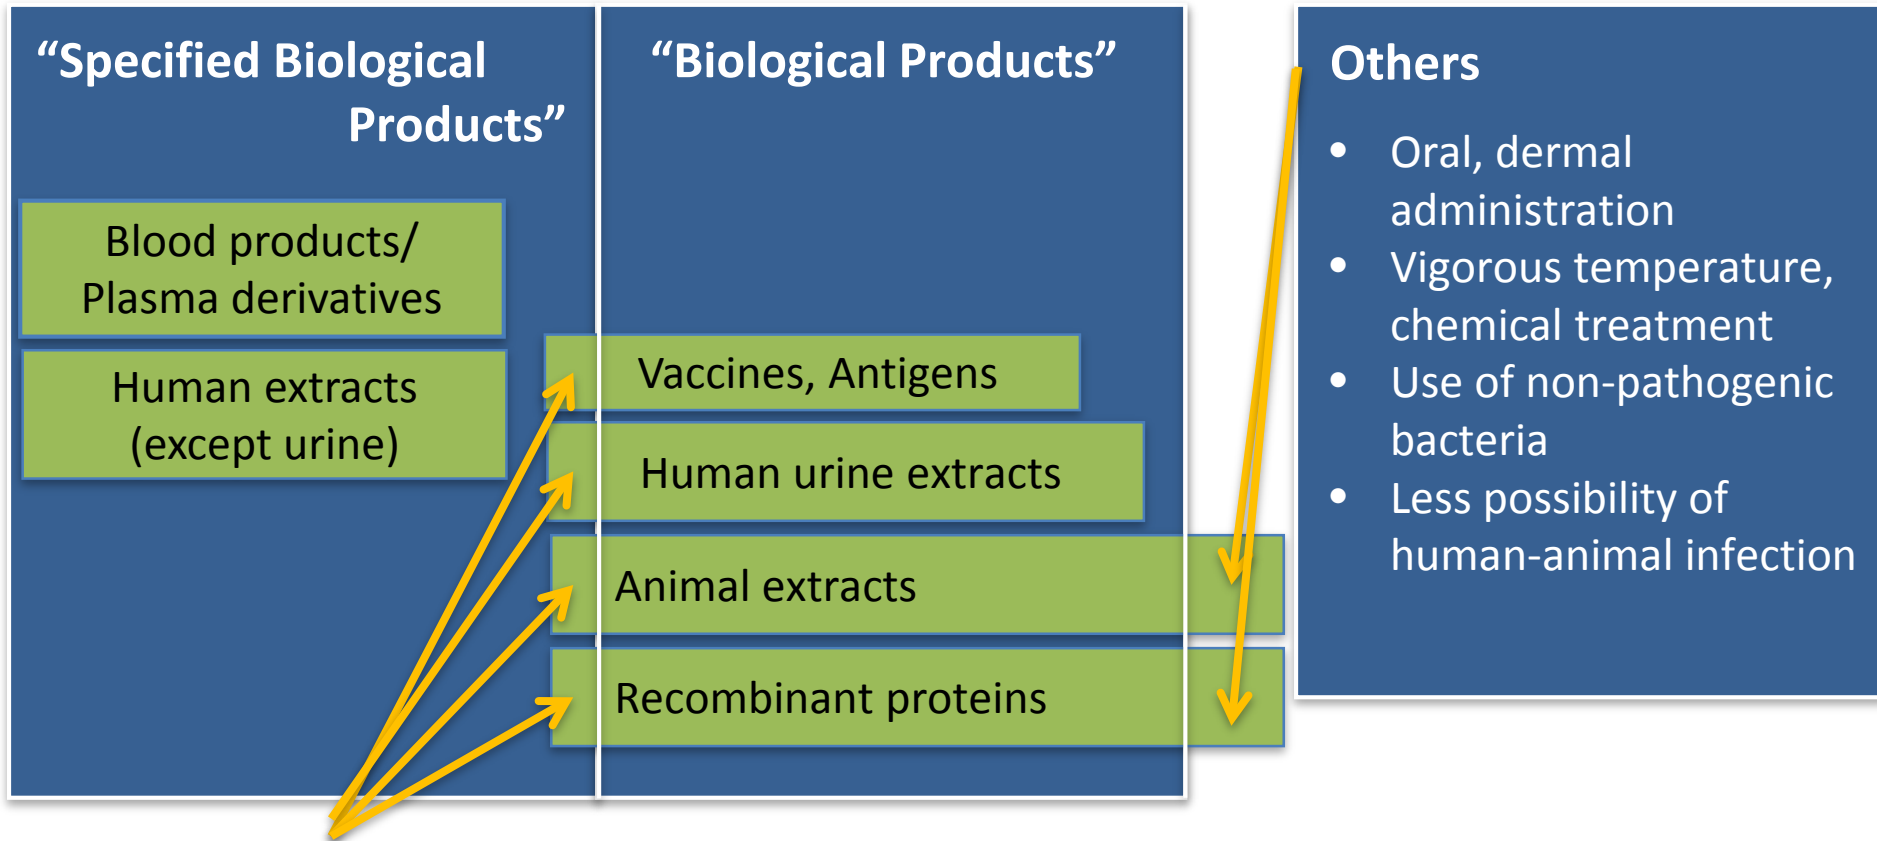 “Specified Biological
Products”
Blood products/
Plasma derivatives
Human extracts
(except urine)
“Biological Products”
Vaccines, Antigens
Human urine extracts
Animal extracts
Recombinant proteins
Others
• Oral, dermal
administration
• Vigorous temperature,
chemical treatment
• Use of non-pathogenic
bacteria
• Less possibility of
human-animal infection